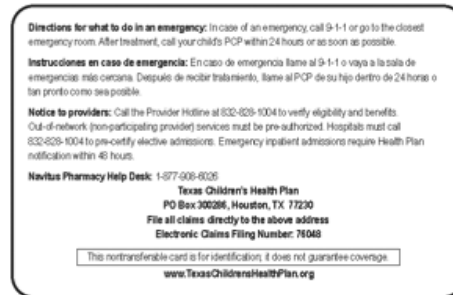 Directions for what to do in an emergency: In case of an emergency, call 9-1-1 or go to the closest
emergency room. After treatment, call your child's PCP within 24 hours or as soon as possible.
Instrucciones en caso de emergencia: En caso de emergencia llame al 9-1-1 o vaya a la sala de
emergencias más cercana. Después de recibir tratamiento, llame al PCP de su hijo dentro de 24 horas o
tan pronto como sea posible.
Notice to providers: Call the Provider Hotline at 832-828-1004 to verify eligibility and benefits.
Out-of-network (non-participating provider) services must be pre-authorized. Hospitals must call
832-828-1004 to pre-certify elective admissions. Emergency inpatient admissions require Health Plan
notification within 48 hours.
Navitus Pharmacy Help Desk: 1-877-908-6026
Texas Children's Health Plan
PO Box 300286, Houston, TX 77230
File all claims directly to the above address
Electronic Claims Filing Number: 76048
This nontransferable card is for identification; it does not guarantee coverage.
www.TexasChildrensHealthPlan.org